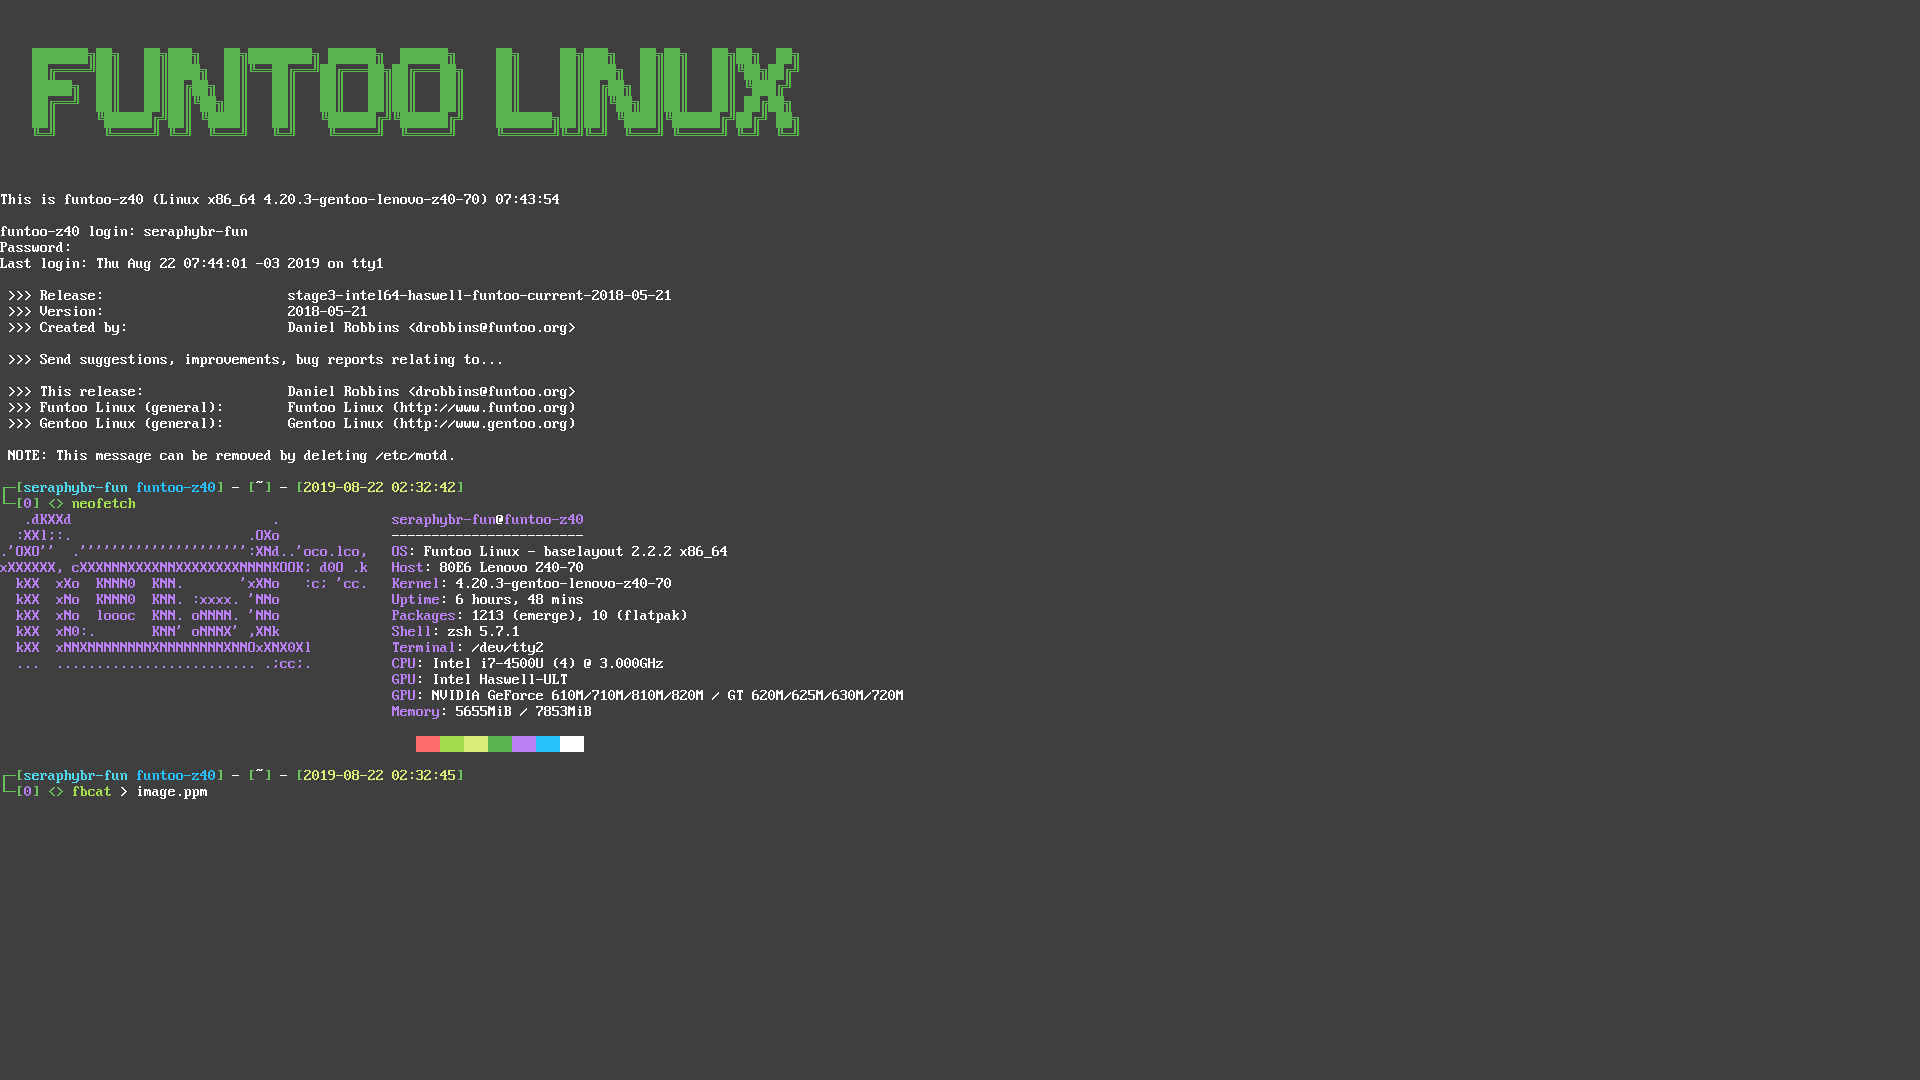 FUNTOO LINUX
This is funtoo-z40 (Linux x86_64 4.20.3-gentoo-lenovo-z40-70) 07:43:54
funtoo-z40 login: seraphybr-fun
Password:
Last login: Thu Aug 22 07:44:01 -03 2019 on tty1
>>> Release: stage3-intel64-haswell-funtoo-current-2018-05-21
>>> Version: 2018-05-21
>>> Created by: Daniel Robbins <drobbins@funtoo.org>
>>> Send suggestions, improvements, bug reports relating to...
>>> This release: Daniel Robbins <drobbins@funtoo.org>
>>> Funtoo Linux (general): Funtoo Linux (http://www.funtoo.org)
>>> Gentoo Linux (general): Gentoo Linux (http://www.gentoo.org)
NOTE: This message can be removed by deleting /etc/motd.
┌─[seraphybr-fun funtoo-z40] - [~] - [2019-08-22 02:32:42]
└─[0] <> neofetch
   .dKXXd                         .              seraphybr-fun@funtoo-z40
  :XXl;:.                      .OXo              ------------------------
.'OXO''  .''''''''''''''''''''':XNd..'oco.lco,   OS: Funtoo Linux - baselayout 2.2.2 x86_64
xXXXXXX, cXXXNNNXXXXNNXXXXXXXXNNNNKOOK; d0O .k   Host: 80E6 Lenovo Z40-70
  kXX  xXo  KNNN0  KNN.       'xXNo   :c; 'cc.   Kernel: 4.20.3-gentoo-lenovo-z40-70
  kXX  xNo  KNNN0  KNN. :xxxx. 'NNo              Uptime: 6 hours, 48 mins
  kXX  xNo  loooc  KNN. oNNNN. 'NNo              Packages: 1213 (emerge), 10 (flatpak)
  kXX  xN0:.       KNN' oNNNX' ,XNk              Shell: zsh 5.7.1
  kXX  xNNXNNNNNNNNXNNNNNNNNXNNOxXNX0Xl          Terminal: /dev/tty2
  ...  ......................... .;cc;.          CPU: Intel i7-4500U (4) @ 3.000GHz
GPU: Intel Haswell-ULT
GPU: NVIDIA GeForce 610M/710M/810M/820M / GT 620M/625M/630M/720M
Memory: 5655MiB / 7853MiB
┌─[seraphybr-fun funtoo-z40] - [~] - [2019-08-22 02:32:45]
└─[0] <> fbcat > image.ppm